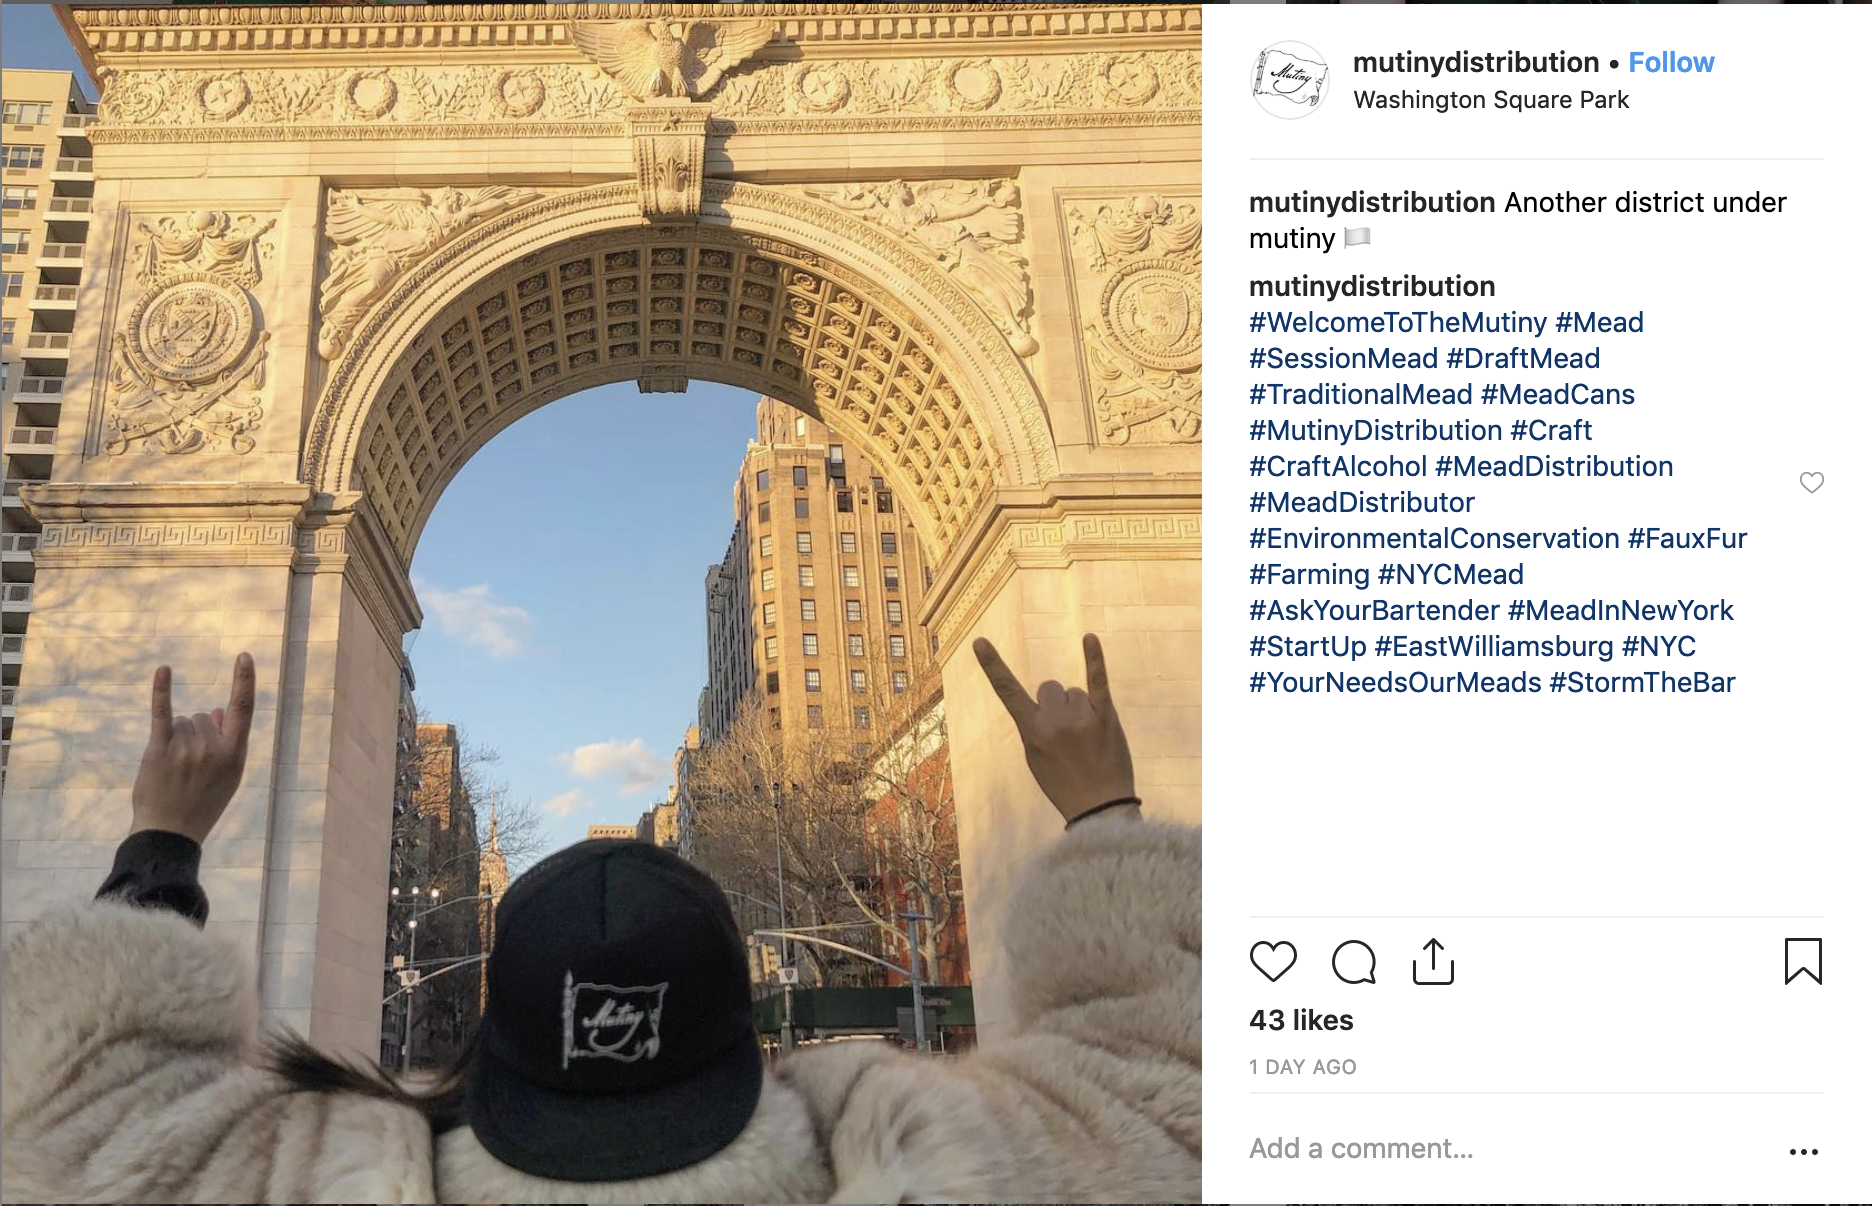 Mutiny
mutinydistribution • Follow
Washington Square Park
mutinydistribution Another district under
mutiny 🏳️
mutinydistribution
#WelcomeToTheMutiny #Mead
#SessionMead #DraftMead
#TraditionalMead #MeadCans
#MutinyDistribution #Craft
#CraftAlcohol #MeadDistribution
#MeadDistributor
#EnvironmentalConservation #FauxFur
#Farming #NYCMead
#AskYourBartender #MeadInNewYork
#StartUp #EastWilliamsburg #NYC
#YourNeedsOurMeads #StormTheBar
43 likes
1 DAY AGO
Add a comment...
W W W W
Mutiny